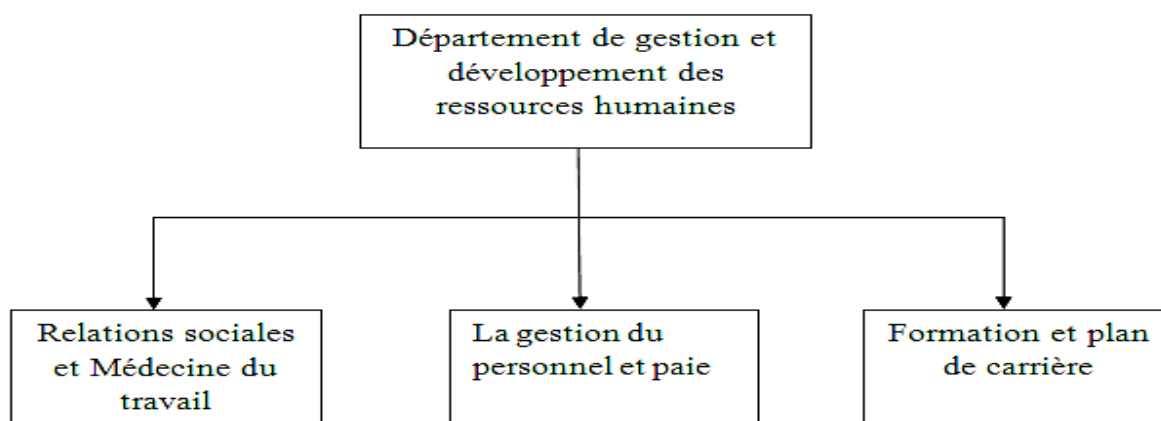 Département de gestion et
développement des
ressources humaines
Relations sociales
et Médecine du
travail
La gestion du
personnel et paie
Formation et plan
de carrière